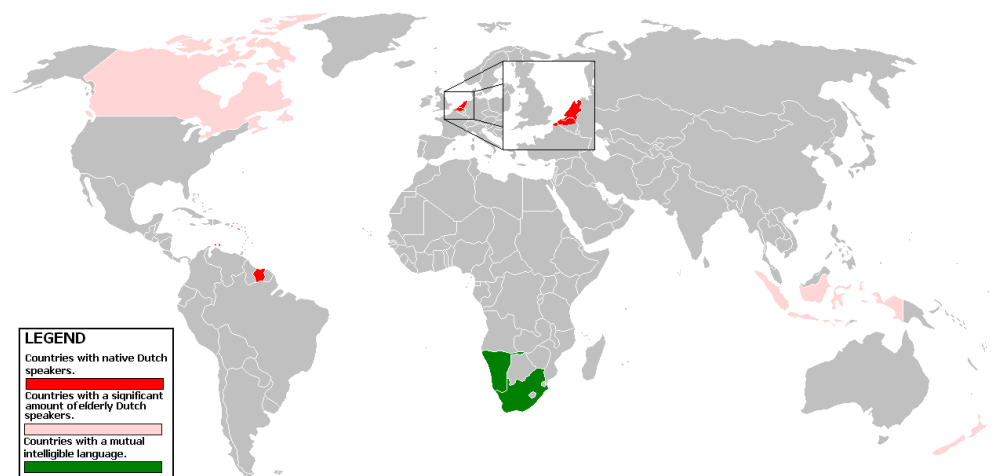 LEGEND
Countries with native Dutch
speakers.
Countries with a significant
amount of elderly Dutch
speakers.
Countries with a mutual
intelligible language.